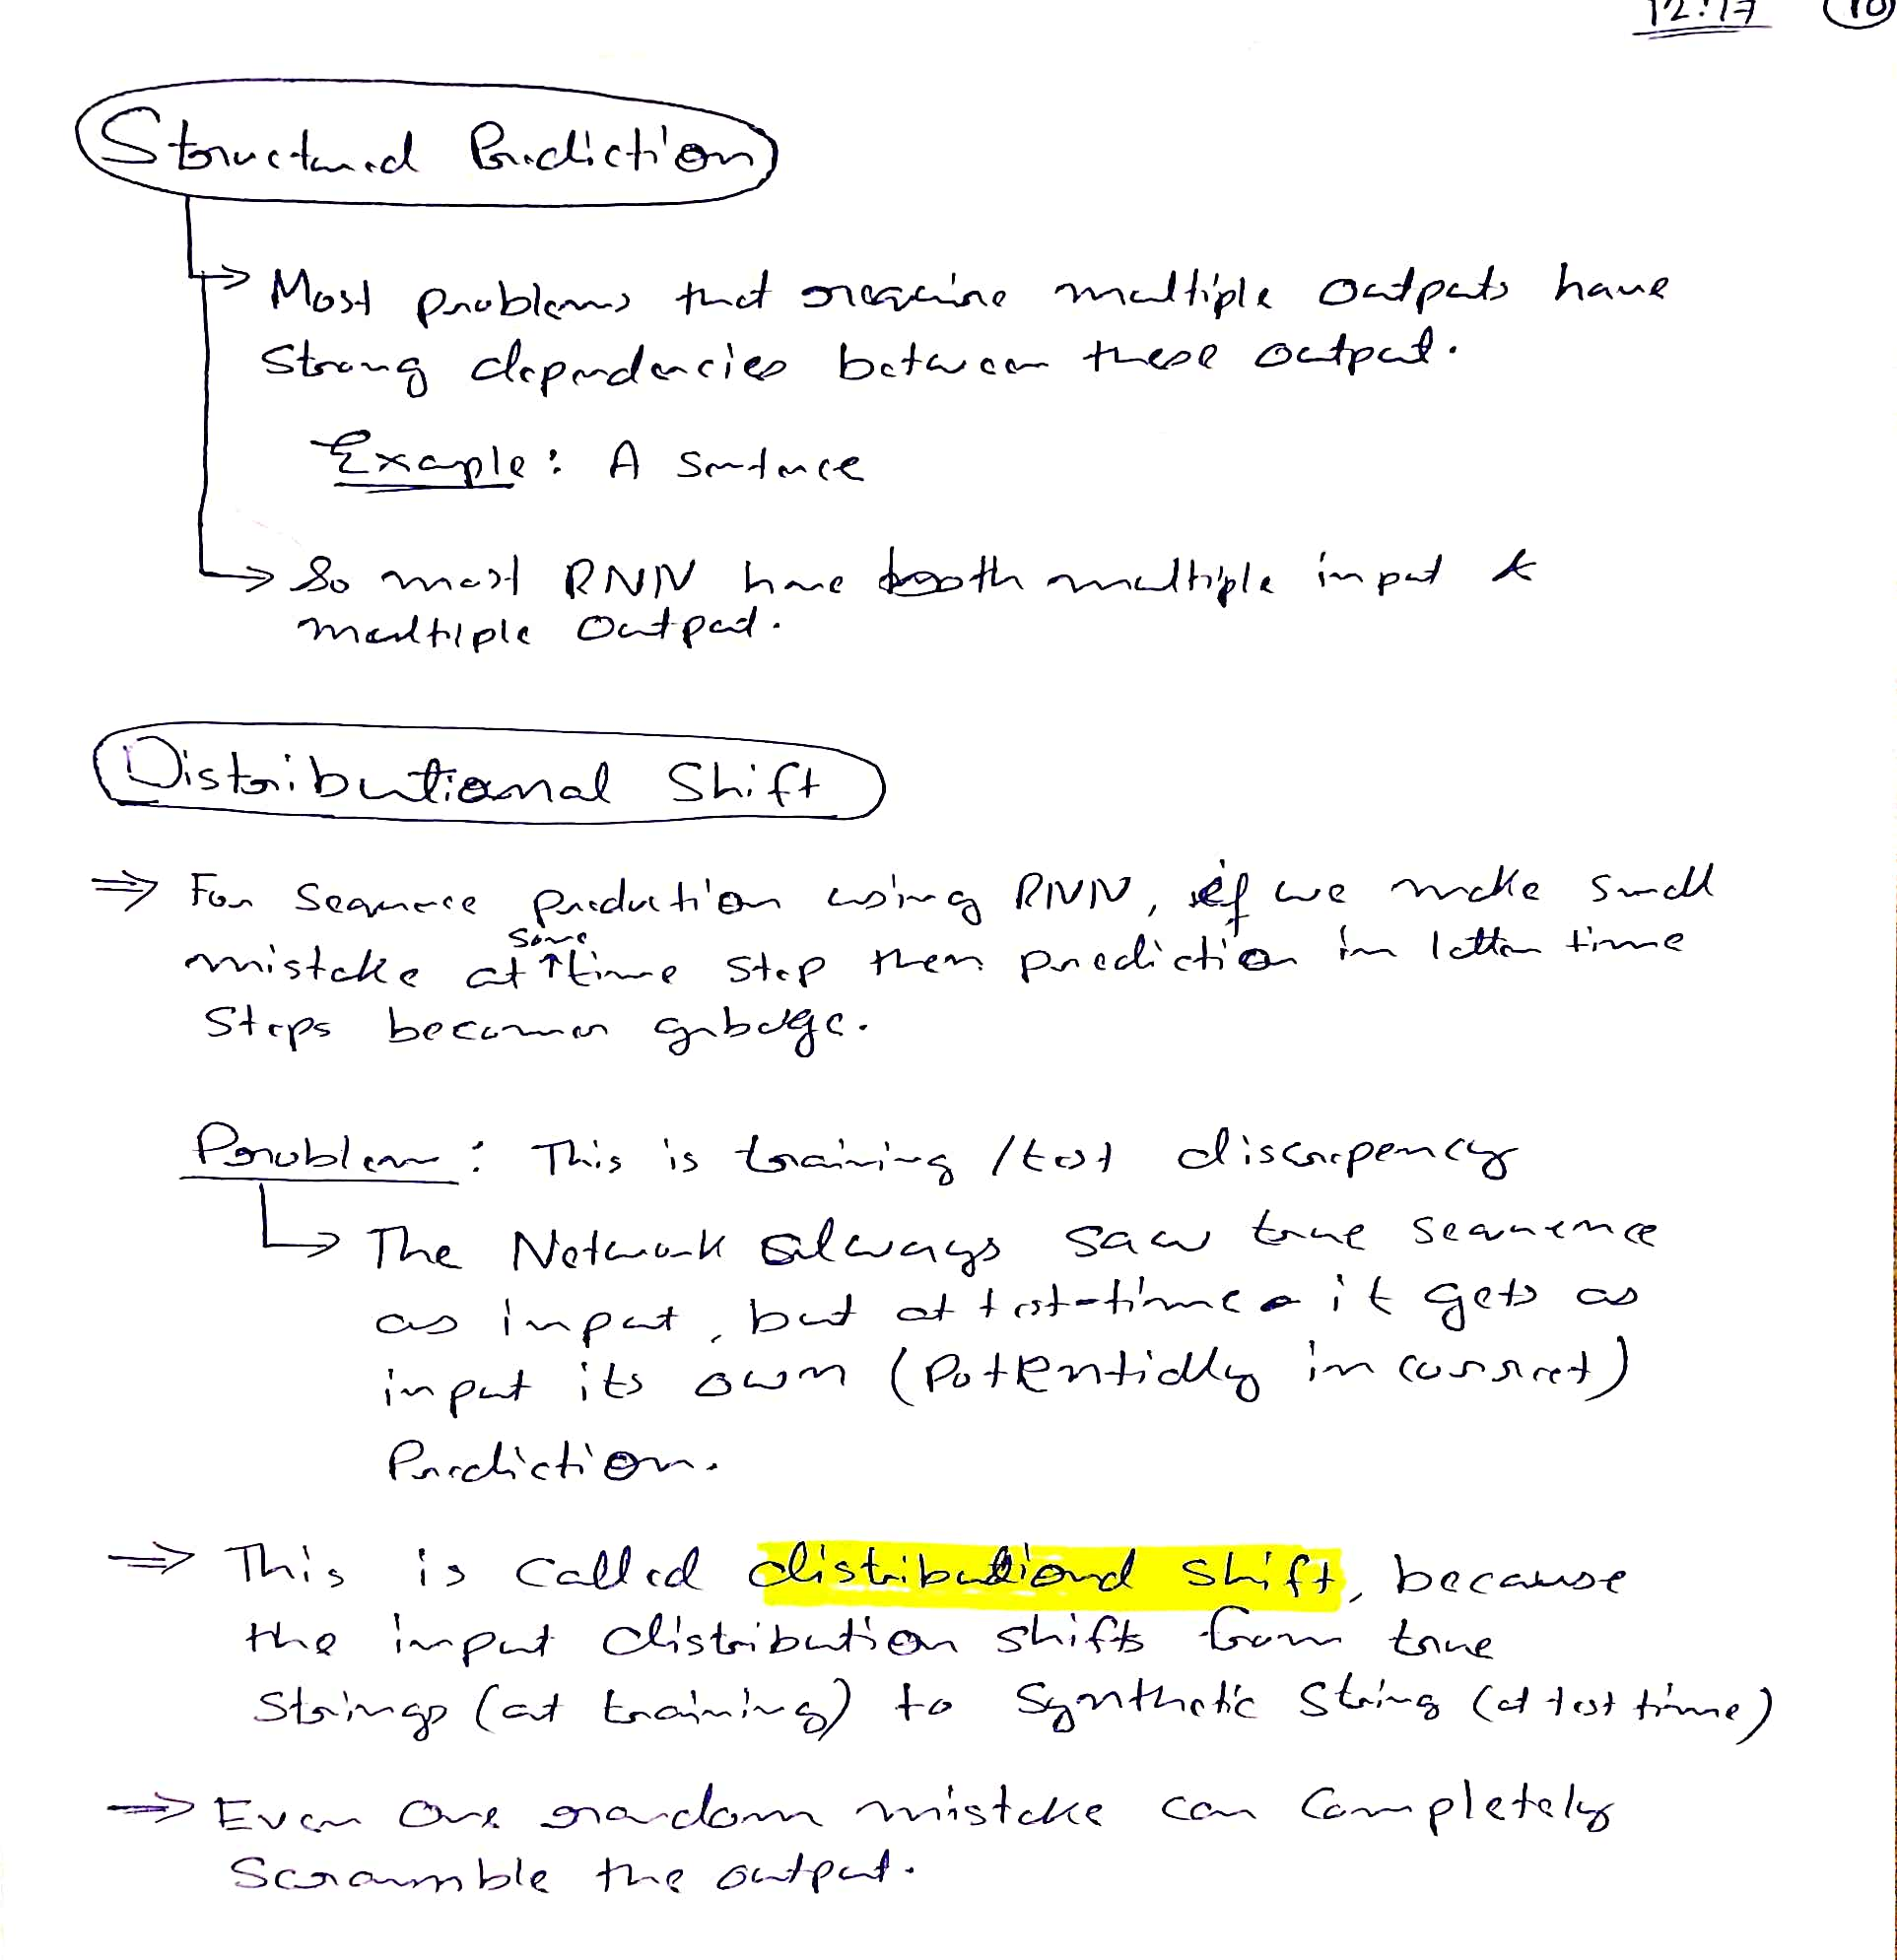 12:17 10
Structured Prediction
Most problems that require multiple outputs have
strong dependencies between these output.
Example: A sentence
So most RNN have both multiple input &
multiple output.
Distributional Shift
⇒ For sequence prediction using RNN, if we make small
some
mistake at time step then prediction in latter time
steps becomes garbage.
Problem: This is training/test discrepency
The Network always saw true sequence
as input, but at test-time it gets as
input its own (Potentially incorrect)
Prediction.
⇒ This is called distributional shift, because
the input distribution shifts from true
strings (at training) to Synthetic String (at test time)
⇒ Even one random mistake can completely
Scramble the output.